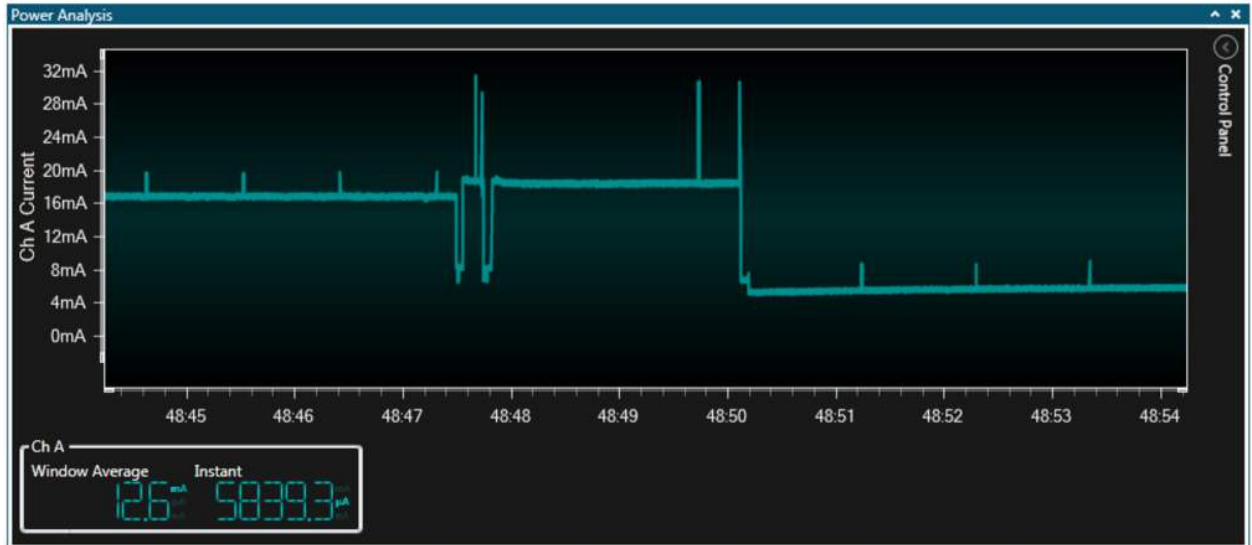 Power Analysis
Control Panel
Ch A Current
32mA
28mA
24mA
20mA
16mA
12mA
8mA
4mA
0mA
48:45 48:46 48:47 48:48 48:49 48:50 48:51 48:52 48:53 48:54
Ch A
Window Average Instant
12.6 mA 5839.3 µA